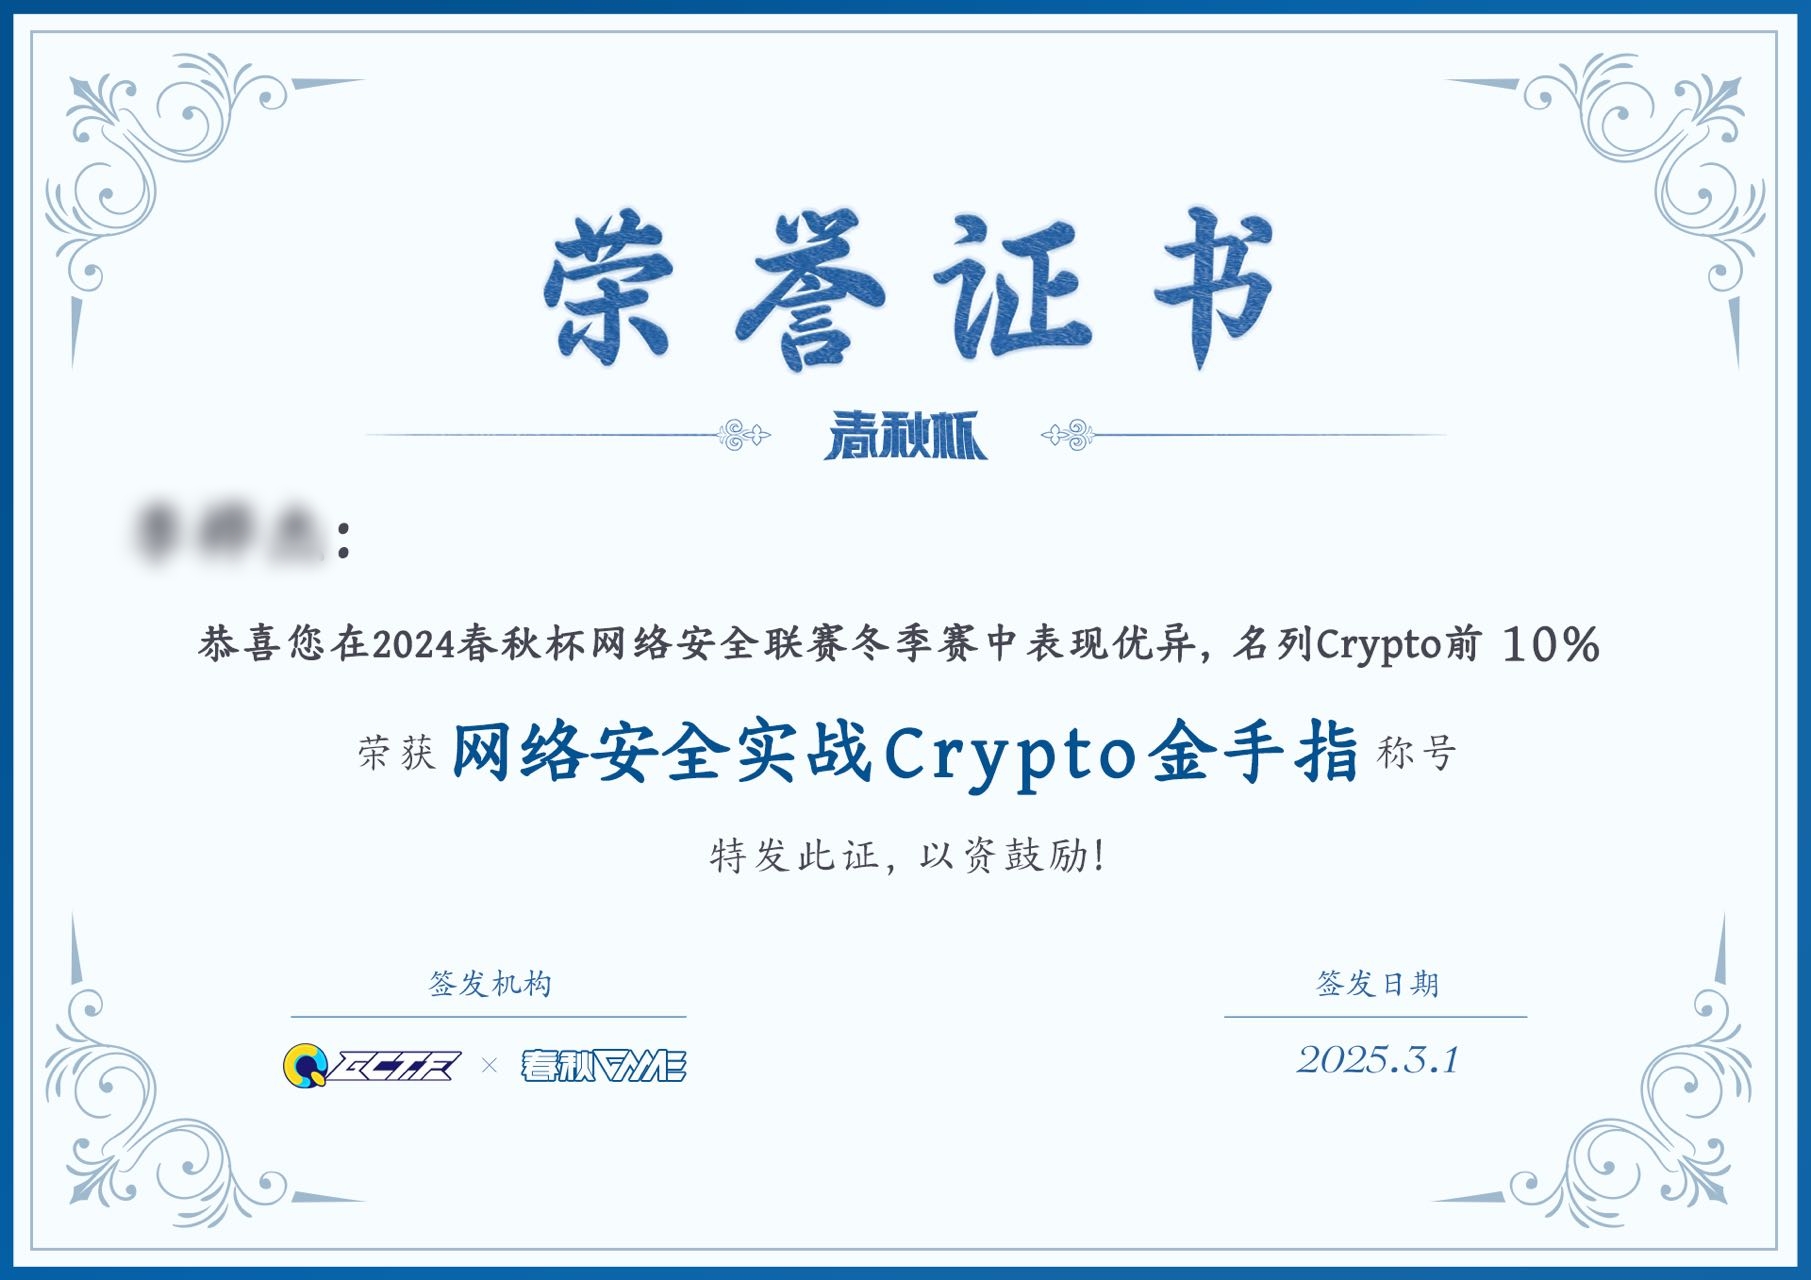 荣誉证书
春秋杯
:
恭喜您在2024春秋杯网络安全联赛冬季赛中表现优异, 名列Crypto前 10%
荣获 网络安全实战Crypto金手指 称号
特发此证, 以资鼓励!
签发机构
签发日期
春秋GAME
2025.3.1